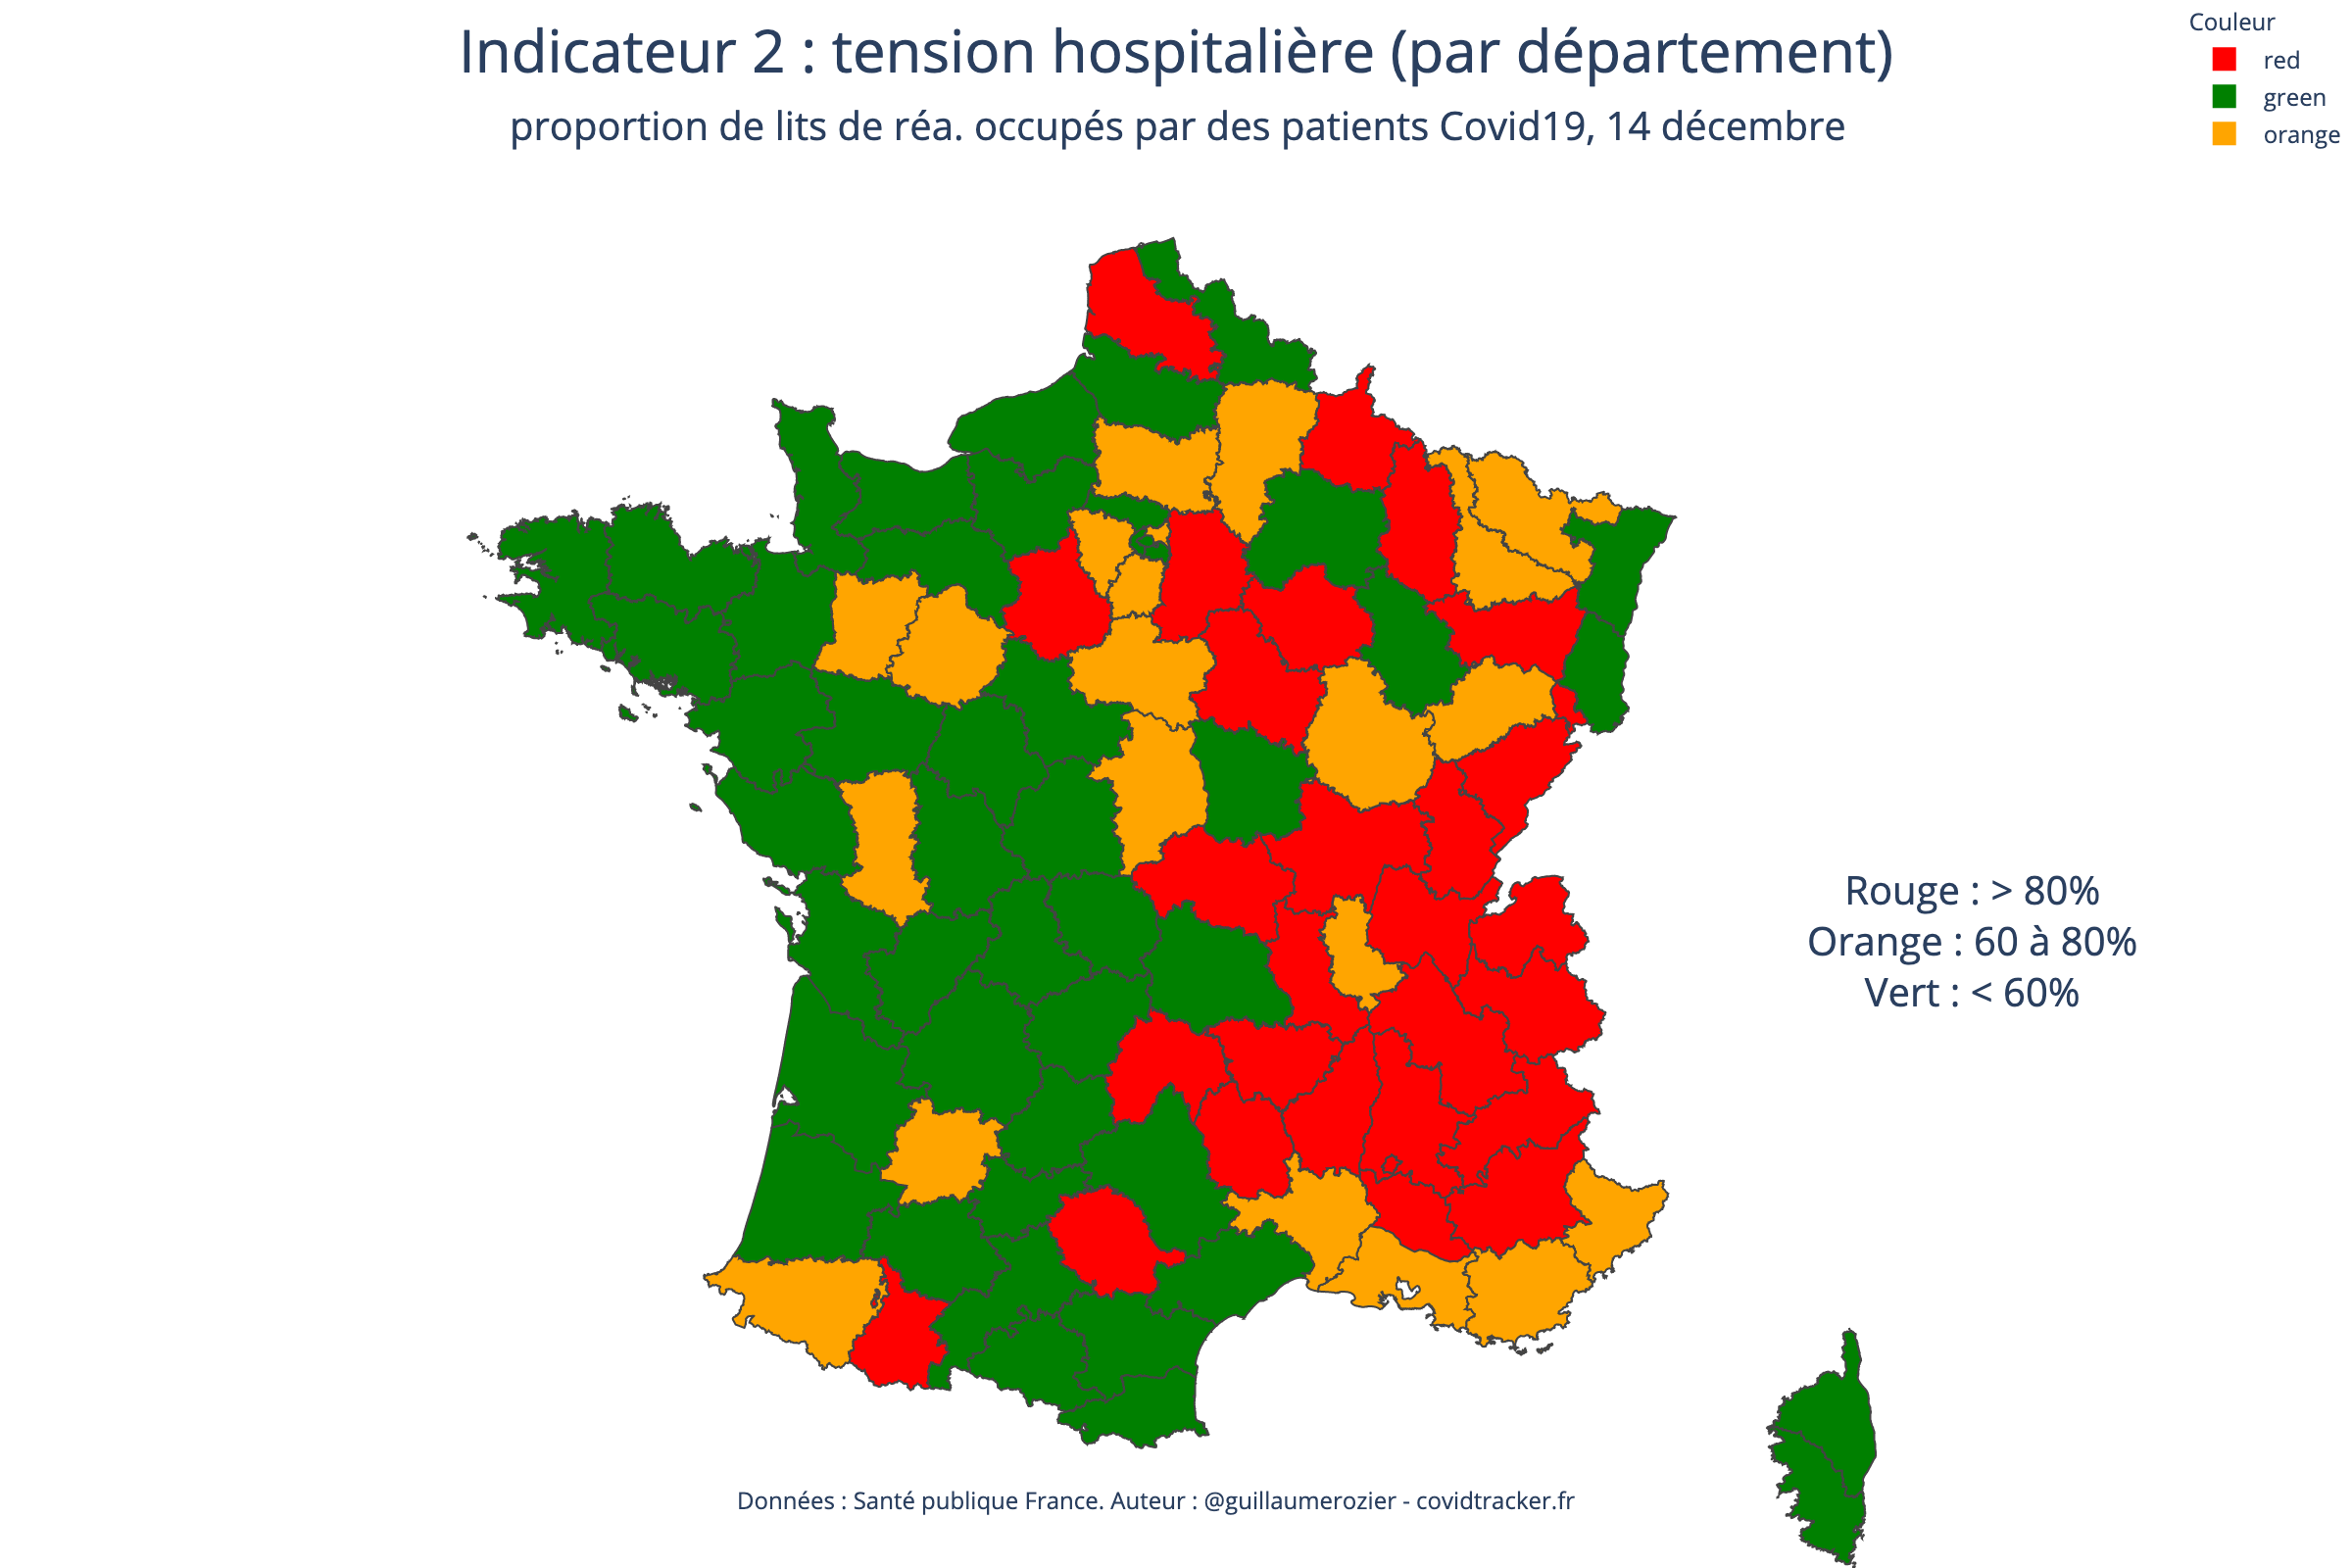 Indicateur 2 : tension hospitalière (par département)
proportion de lits de réa. occupés par des patients Covid19, 14 décembre
Couleur
red
green
orange
Rouge : > 80%
Orange : 60 à 80%
Vert : < 60%
Données : Santé publique France. Auteur : @guillaumerozier - covidtracker.fr